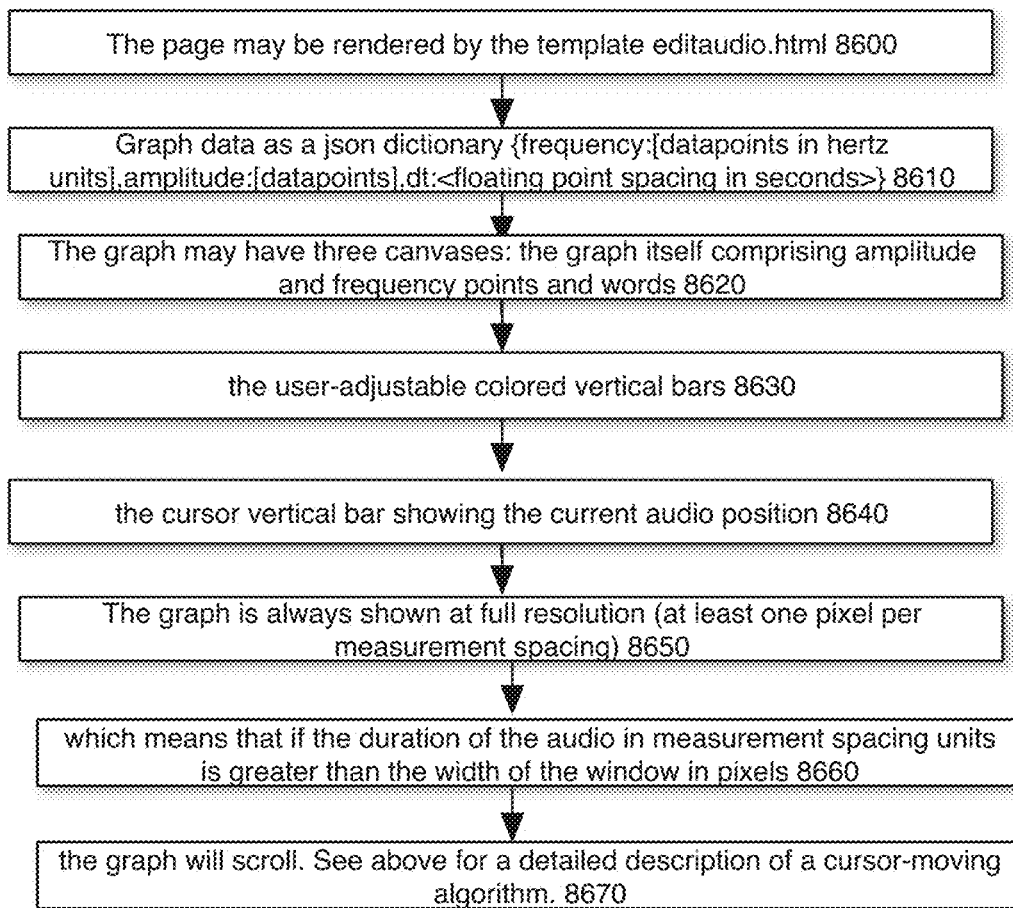 The page may be rendered by the template editaudio.html 8600
Graph data as a json dictionary {frequency:[datapoints in hertz
units],amplitude:[datapoints],dt:<floating point spacing in seconds>} 8610
The graph may have three canvases: the graph itself comprising amplitude
and frequency points and words 8620
the user-adjustable colored vertical bars 8630
the cursor vertical bar showing the current audio position 8640
The graph is always shown at full resolution (at least one pixel per
measurement spacing) 8650
which means that if the duration of the audio in measurement spacing units
is greater than the width of the window in pixels 8660
the graph will scroll. See above for a detailed description of a cursor-moving
algorithm. 8670